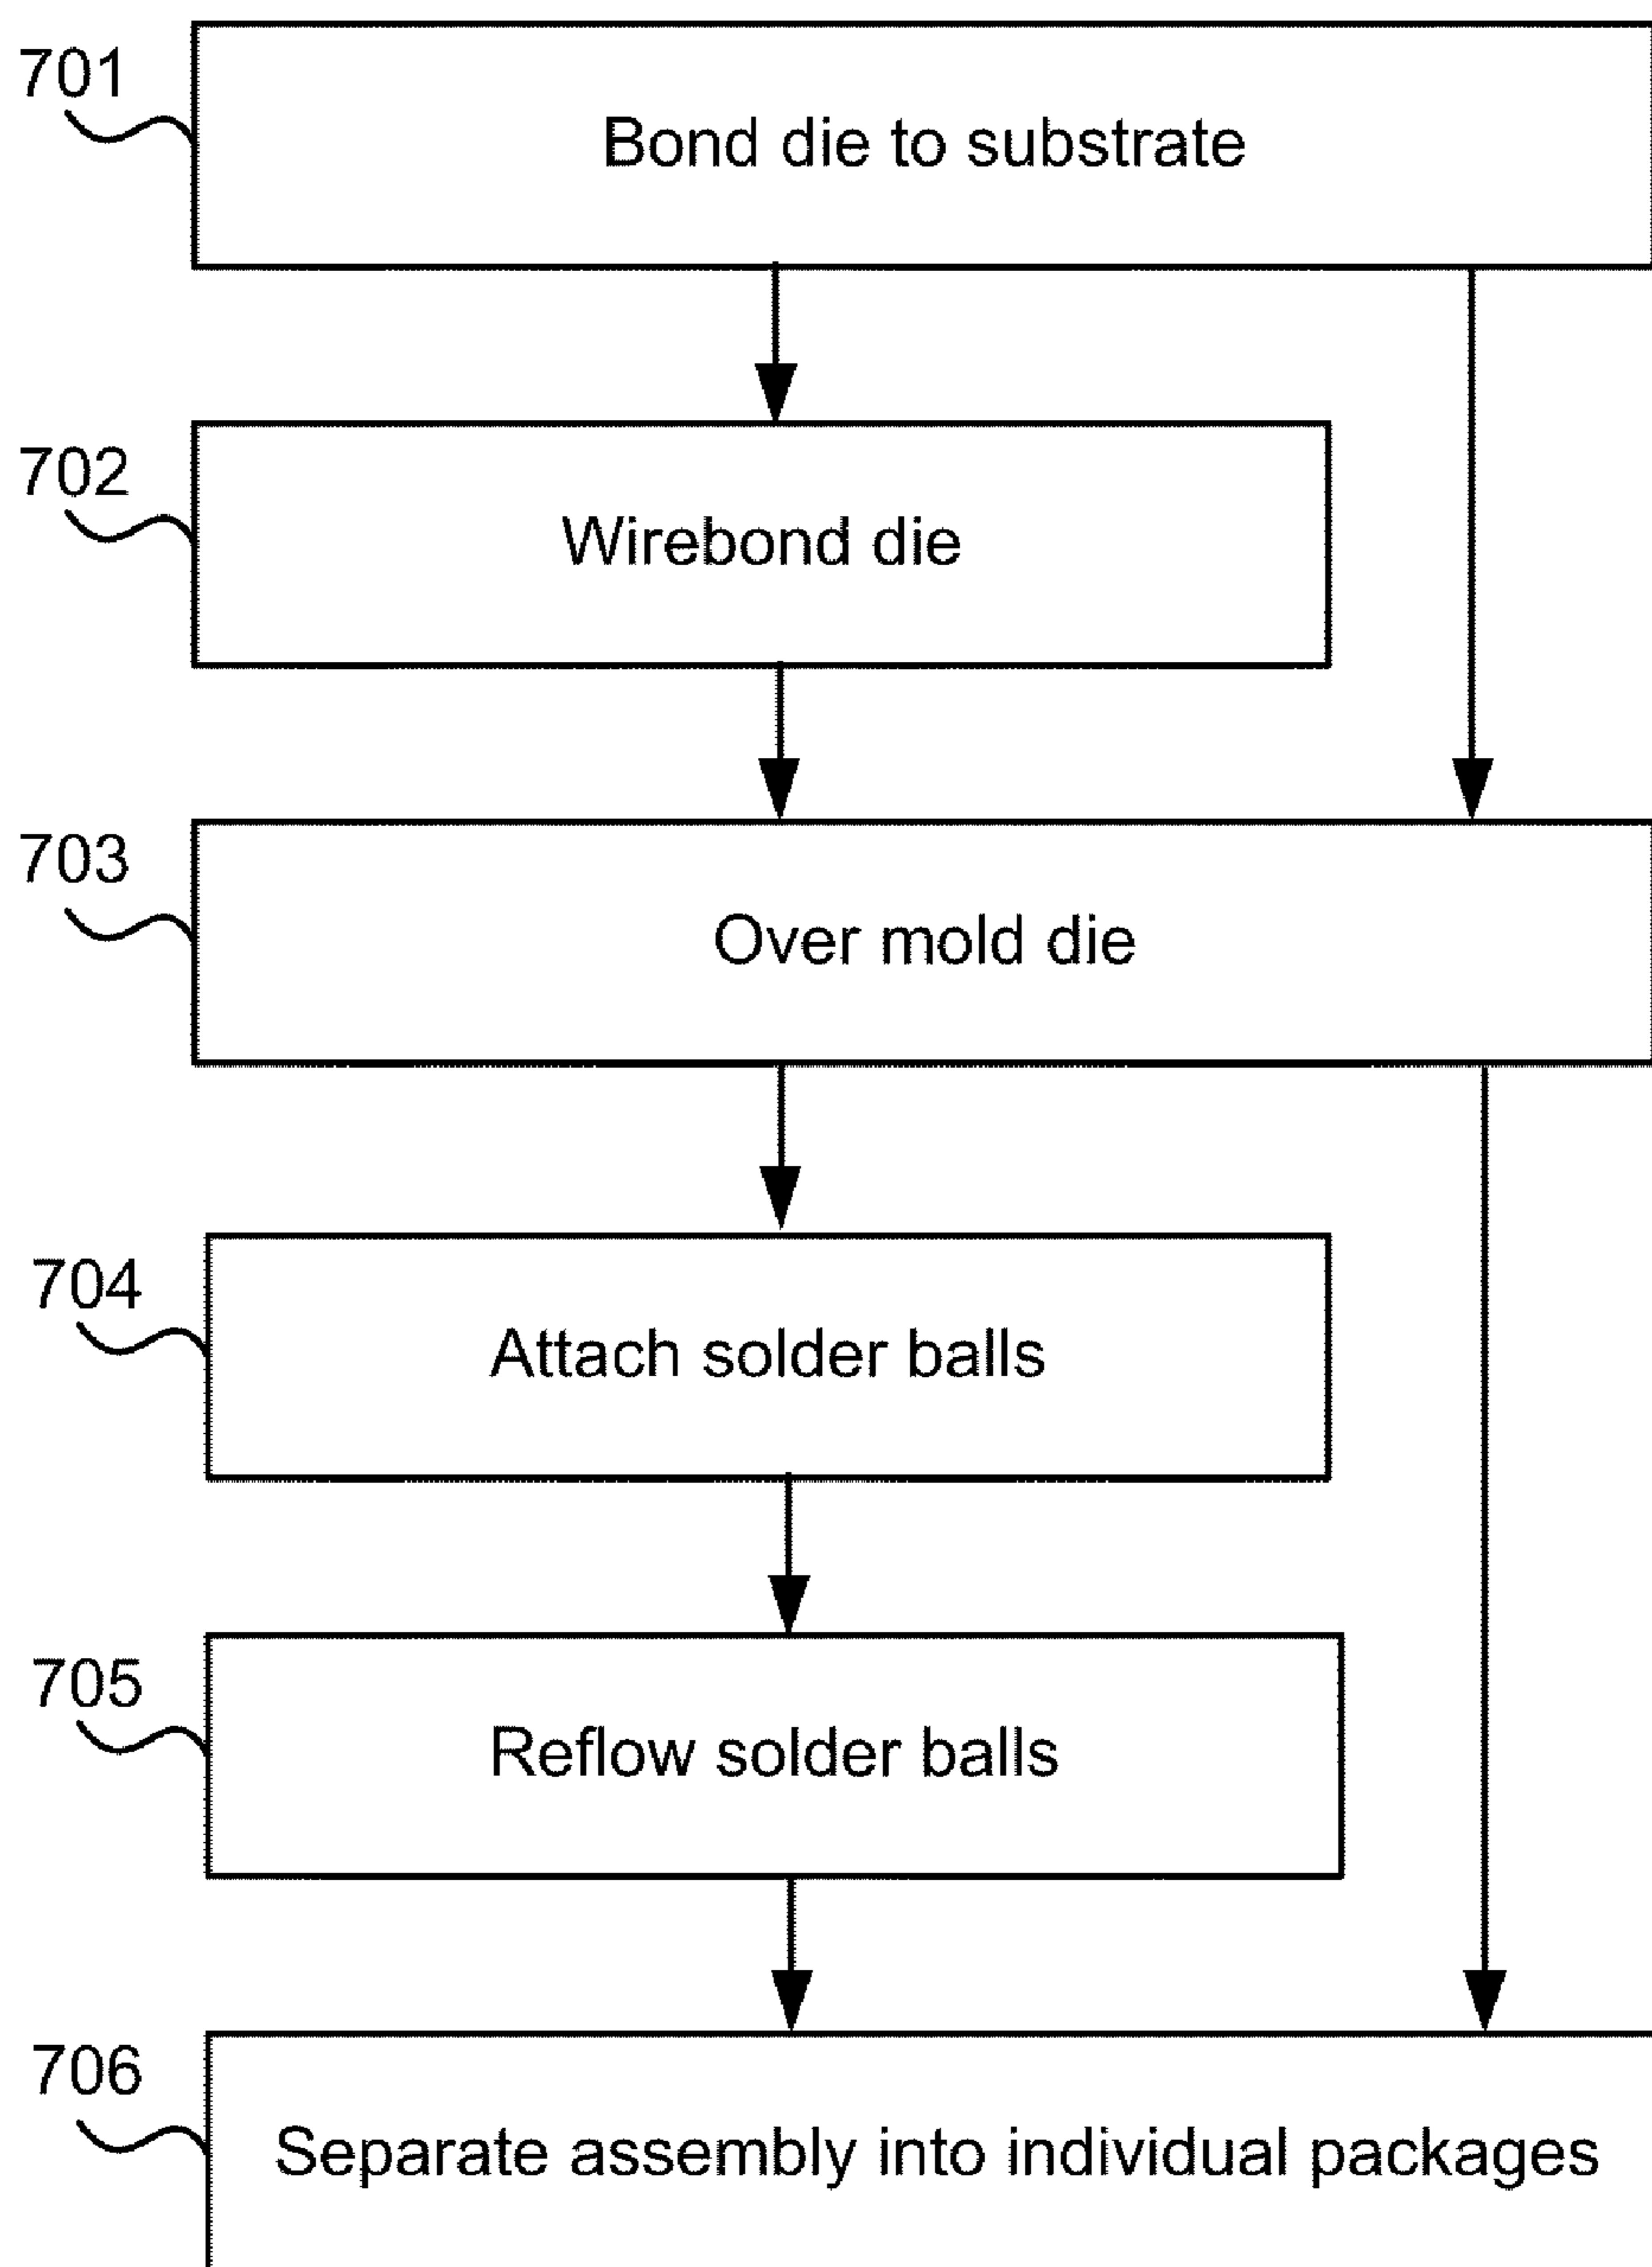 701
Bond die to substrate
702
Wirebond die
703
Over mold die
704
Attach solder balls
705
Reflow solder balls
706
Separate assembly into individual packages